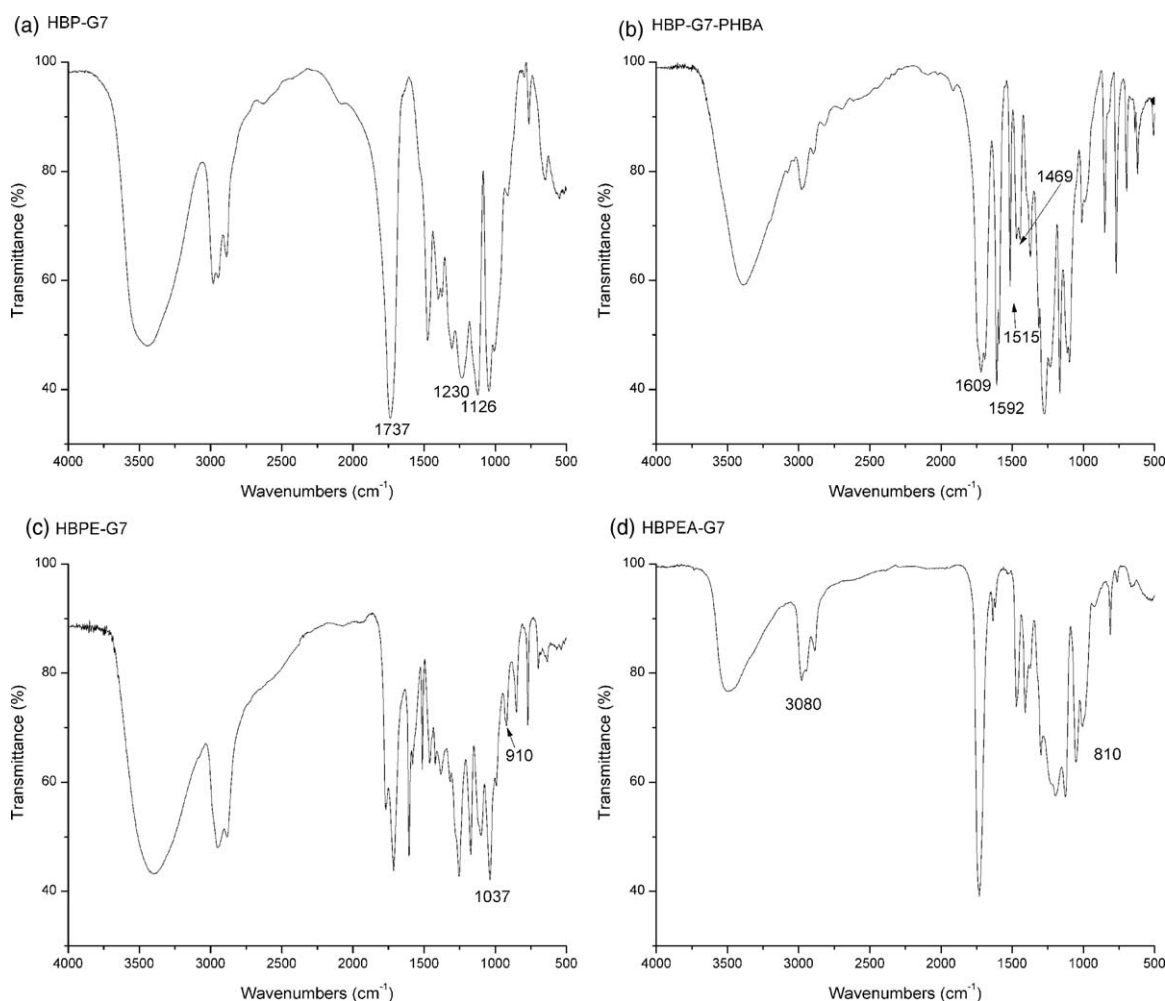 (a) HBP-G7
100
80
60
40
Transmittance (%)
1737
1230
1126
4000 3500 3000 2500 2000 1500 1000 500
Wavenumbers (cm⁻¹)
(b) HBP-G7-PHBA
100
80
60
40
Transmittance (%)
1469
1515
1609
1592
4000 3500 3000 2500 2000 1500 1000 500
Wavenumbers (cm⁻¹)
(c) HBPE-G7
100
80
60
40
Transmittance (%)
910
1037
4000 3500 3000 2500 2000 1500 1000 500
Wavenumbers (cm⁻¹)
(d) HBPEA-G7
100
80
60
40
Transmittance (%)
3080
810
4000 3500 3000 2500 2000 1500 1000 500
Wavenumbers (cm⁻¹)